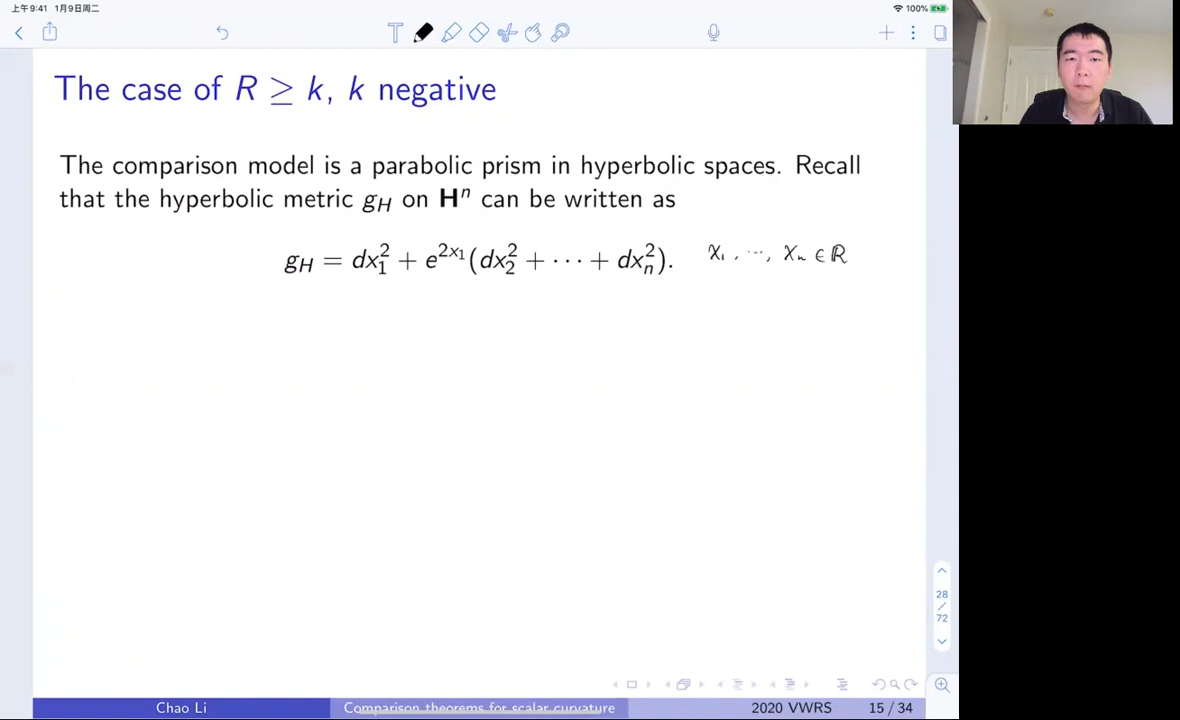 上午9:41 1月9日周二
100%
The case of R ≥ k, k negative
The comparison model is a parabolic prism in hyperbolic spaces. Recall
that the hyperbolic metric g_H on H^n can be written as
g_H = dx_1^2 + e^{2x_1}(dx_2^2 + ⋯ + dx_n^2). x_1, ⋯, x_n ∈ ℝ
28
/
72
Chao Li Comparison theorems for scalar curvature 2020 VWRS 15 / 34